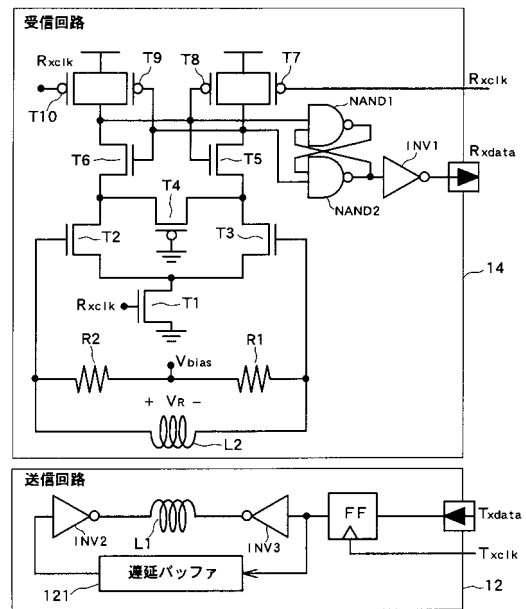 受信回路
Rxclk
T9
T8
T7
T10
Rxclk
NAND1
T6
T5
INV1
Rxdata
T4
NAND2
T2
T3
14
Rxclk
T1
R2
Vbias
R1
+ VR -
L2
送信回路
FF
Txdata
INV2
L1
INV3
Txclk
121
遅延バッファ
12